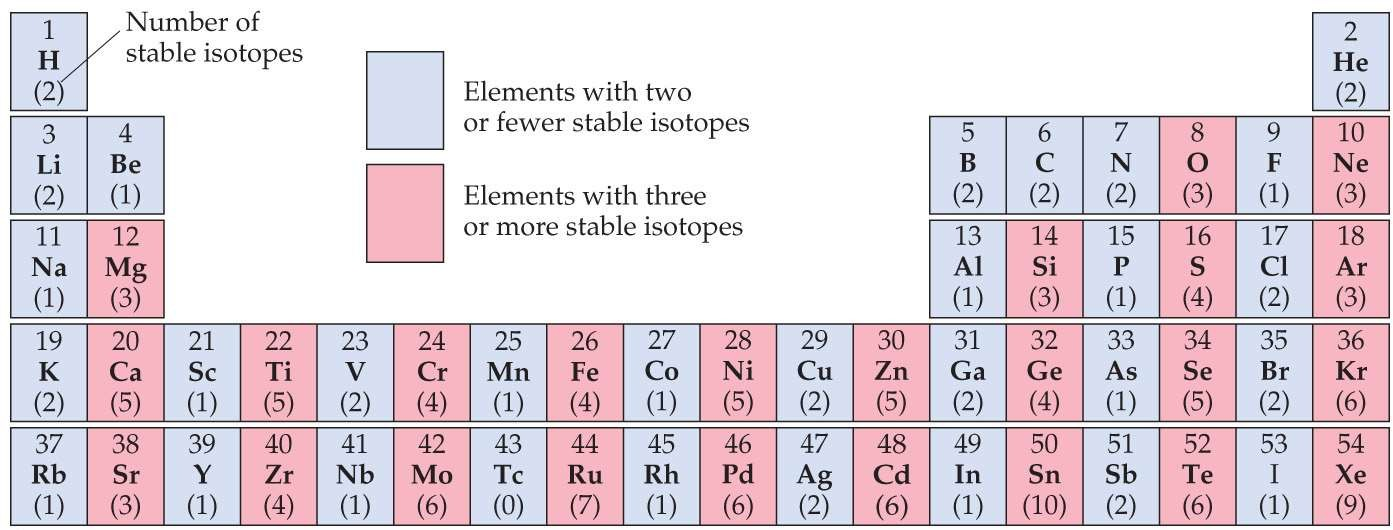 1 Number of 2
H stable isotopes He
(2) (2)
Elements with two
or fewer stable isotopes
3 4 5 6 7 8 9 10
Li Be B C N O F Ne
(2) (1) (2) (2) (2) (3) (1) (3)
Elements with three
or more stable isotopes
11 12 13 14 15 16 17 18
Na Mg Al Si P S Cl Ar
(1) (3) (1) (3) (1) (4) (2) (3)
19 20 21 22 23 24 25 26 27 28 29 30 31 32 33 34 35 36
K Ca Sc Ti V Cr Mn Fe Co Ni Cu Zn Ga Ge As Se Br Kr
(2) (5) (1) (5) (2) (4) (1) (4) (1) (5) (2) (5) (2) (4) (1) (5) (2) (6)
37 38 39 40 41 42 43 44 45 46 47 48 49 50 51 52 53 54
Rb Sr Y Zr Nb Mo Tc Ru Rh Pd Ag Cd In Sn Sb Te I Xe
(1) (3) (1) (4) (1) (6) (0) (7) (1) (6) (2) (6) (1) (10) (2) (6) (1) (9)